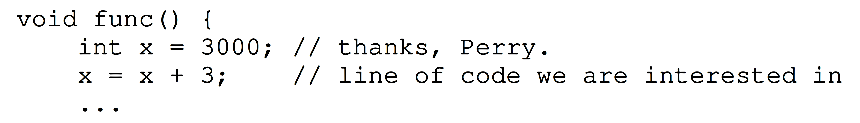 void func() {
int x = 3000; // thanks, Perry.
x = x + 3; // line of code we are interested in
...